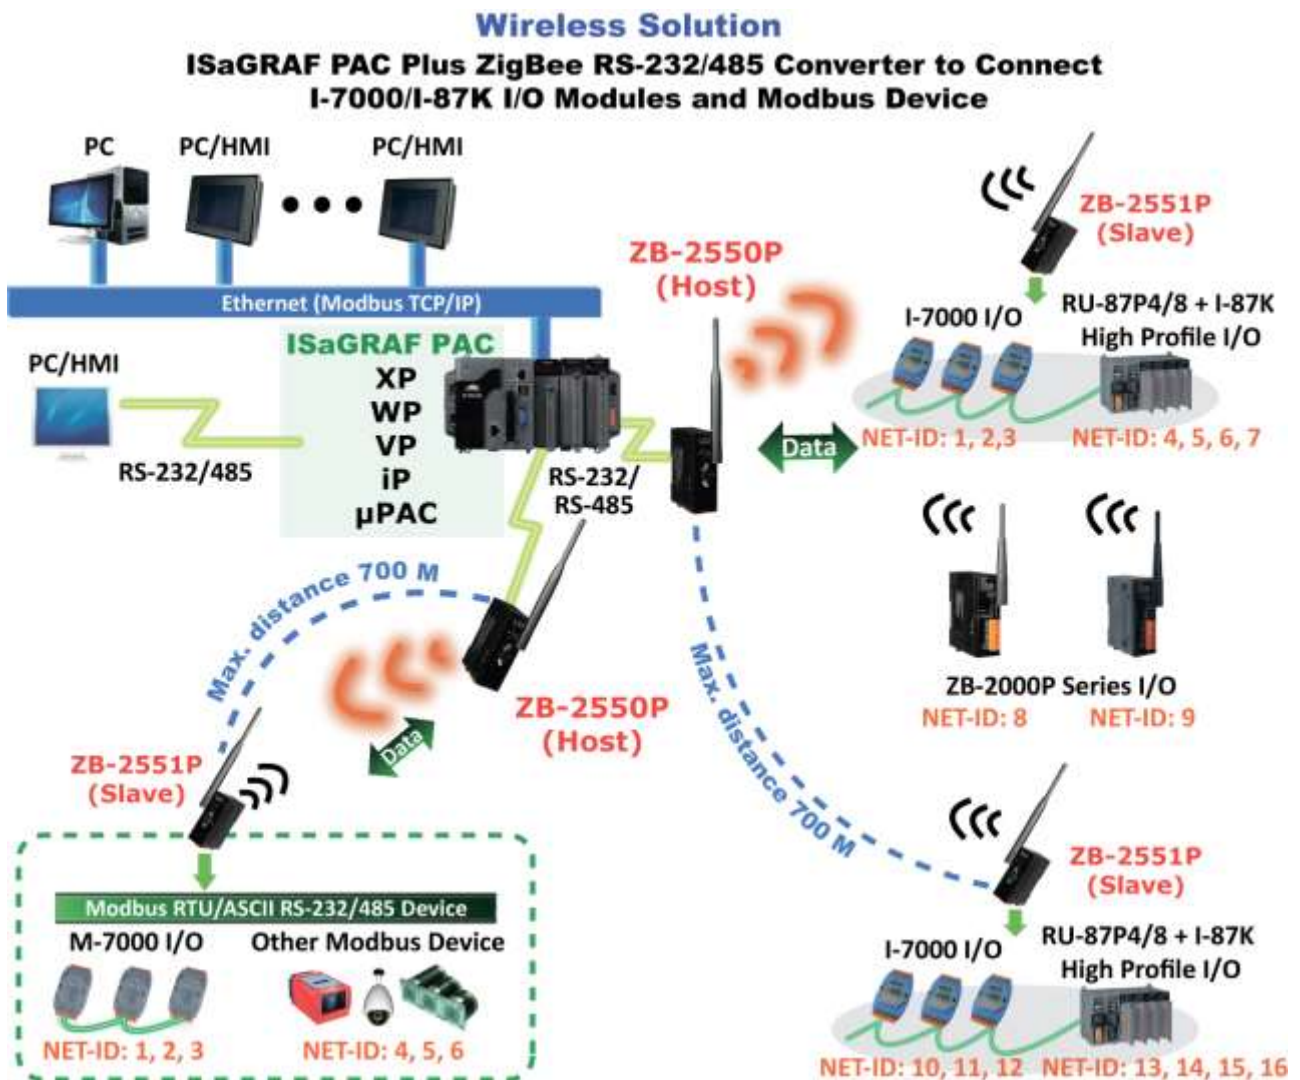 Wireless Solution
ISaGRAF PAC Plus ZigBee RS-232/485 Converter to Connect
I-7000/I-87K I/O Modules and Modbus Device
PC
PC/HMI
PC/HMI
Ethernet (Modbus TCP/IP)
ISaGRAF PAC
XP
WP
VP
iP
µPAC
PC/HMI
RS-232/485
RS-232/
RS-485
ZB-2550P
(Host)
Data
ZB-2551P
(Slave)
I-7000 I/O
RU-87P4/8 + I-87K
High Profile I/O
NET-ID: 1, 2,3
NET-ID: 4, 5, 6, 7
ZB-2000P Series I/O
NET-ID: 8
NET-ID: 9
Max. distance 700 M
ZB-2550P
(Host)
Data
Max. distance 700 M
ZB-2551P
(Slave)
Modbus RTU/ASCII RS-232/485 Device
M-7000 I/O
Other Modbus Device
NET-ID: 1, 2, 3
NET-ID: 4, 5, 6
ZB-2551P
(Slave)
I-7000 I/O
RU-87P4/8 + I-87K
High Profile I/O
NET-ID: 10, 11, 12
NET-ID: 13, 14, 15, 16